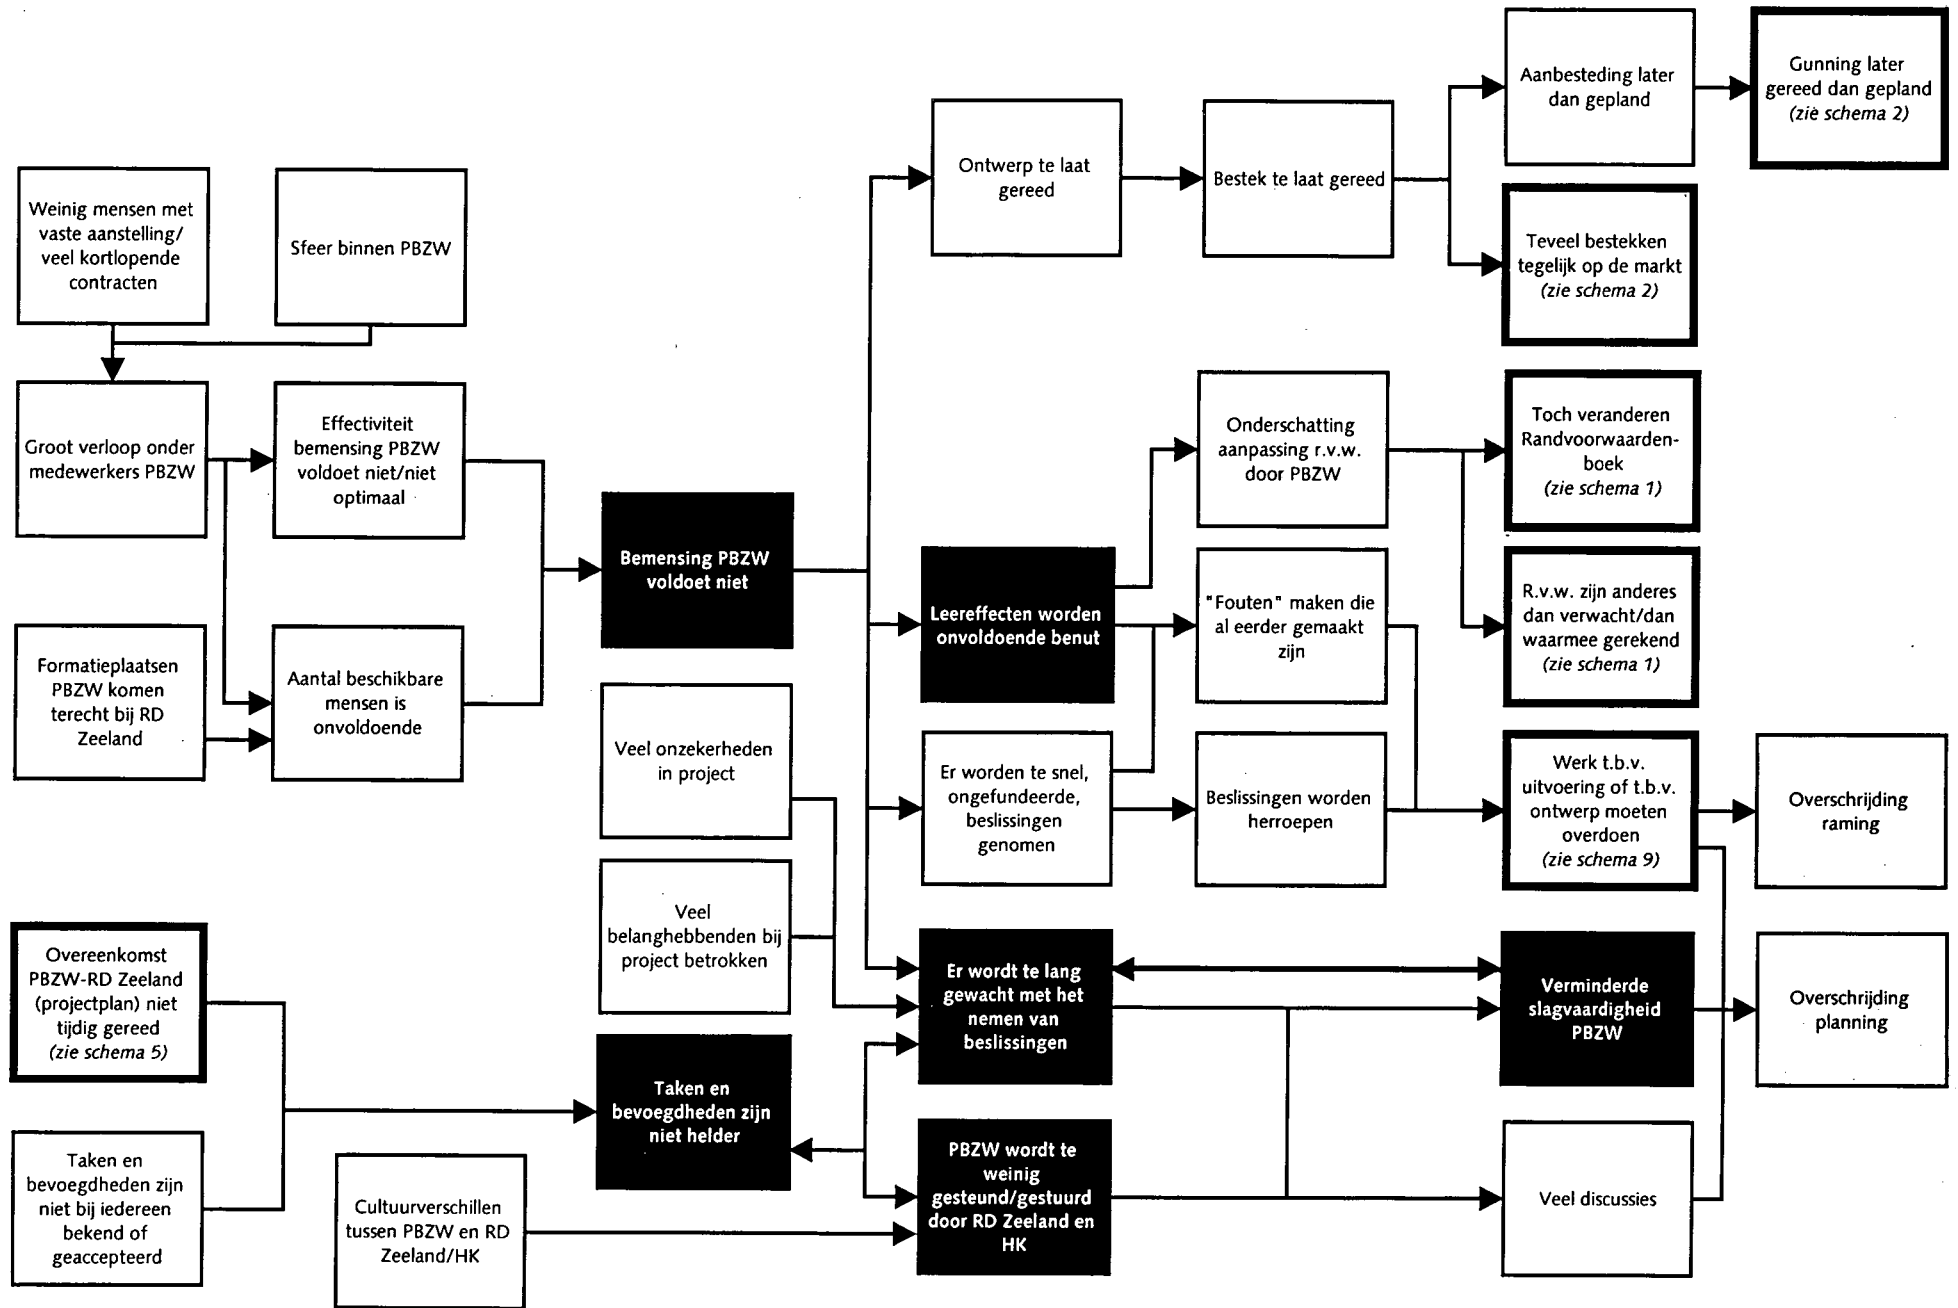 Weinig mensen met
vaste aanstelling/
veel kortlopende
contracten
Sfeer binnen PBZW
Groot verloop onder
medewerkers PBZW
Effectiviteit
bemensing PBZW
voldoet niet/niet
optimaal
Formatieplaatsen
PBZW komen
terecht bij RD
Zeeland
Aantal beschikbare
mensen is
onvoldoende
Bemensing PBZW
voldoet niet
Veel onzekerheden
in project
Veel
belanghebbenden bij
project betrokken
Overeenkomst
PBZW-RD Zeeland
(projectplan) niet
tijdig gereed
(zie schema 5)
Taken en
bevoegdheden zijn
niet bij iedereen
bekend of
geaccepteerd
Taken en
bevoegdheden zijn
niet helder
Cultuurverschillen
tussen PBZW en RD
Zeeland/HK
Ontwerp te laat
gereed
Bestek te laat gereed
Aanbesteding later
dan gepland
Gunning later
gereed dan gepland
(zie schema 2)
Teveel bestekken
tegelijk op de markt
(zie schema 2)
Leereffecten worden
onvoldoende benut
Onderschatting
aanpassing r.v.w.
door PBZW
Toch veranderen
Randvoorwaarden-
boek
(zie schema 1)
R.v.w. zijn anderes
dan verwacht/dan
waarmee gerekend
(zie schema 1)
"Fouten" maken die
al eerder gemaakt
zijn
Er worden te snel,
ongefundeerde,
beslissingen
genomen
Beslissingen worden
herroepen
Werk t.b.v.
uitvoering of t.b.v.
ontwerp moeten
overdoen
(zie schema 9)
Overschrijding
raming
Er wordt te lang
gewacht met het
nemen van
beslissingen
Verminderde
slagvaardigheid
PBZW
Overschrijding
planning
PBZW wordt te
weinig
gesteund/gestuurd
door RD Zeeland en
HK
Veel discussies